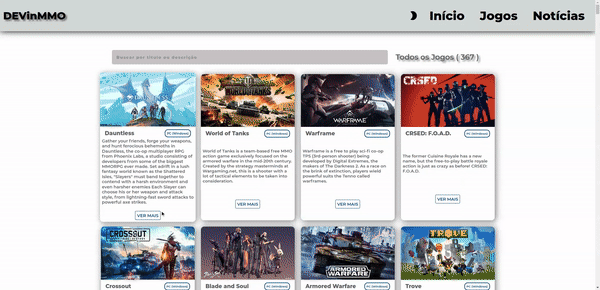 DEVinMMO
Início Jogos Notícias
Buscar por título ou descrição
Todos os Jogos ( 367 )
WORLD OF TANKS
WARFRAME
CRSED
Dauntless
PC (Windows)
Gather your friends, forge your weapons,
and hunt ferocious behemoths in
Dauntless, the co-op multiplayer RPG
from Phoenix Labs, a studio consisting of
developers from some of the biggest
MMORPG ever made. Set adrift in a lush
fantasy world known as the Shattered
Isles, "Slayers" must band together to
contend with a harsh environment and
even harsher enemies Each Slayer can
choose his or her weapon and attack
style, from lightning-fast sword attacks to
powerful axe strikes.
VER MAIS
World of Tanks
PC (Windows)
World of Tanks is a team-based free MMO
action game exclusively focused on the
armored warfare in the mid-20th century.
Created by the strategy masterminds at
Wargaming.net, this is a shooter with a
lot of tactical elements to be taken into
consideration.
VER MAIS
Warframe
PC (Windows)
Warframe is a free to play sci-fi co-op
TPS (third-person shooter) being
developed by Digital Extremes, the
makers of The Darkness 2. As a race on
the brink of extinction, players wield
powerful suits the Tenno called
warframes.
VER MAIS
CRSED: F.O.A.D.
PC (Windows)
The former Cuisine Royale has a new
name, but the free-to-play battle royale
action is just as crazy as before! CRSED:
F.O.A.D.
VER MAIS
CROSSOUT
ARMORED
WARFARE
TROVE
Crossout
PC (Windows)
Blade and Soul
PC (Windows)
Armored Warfare
PC (Windows)
Trove
PC (Windows)